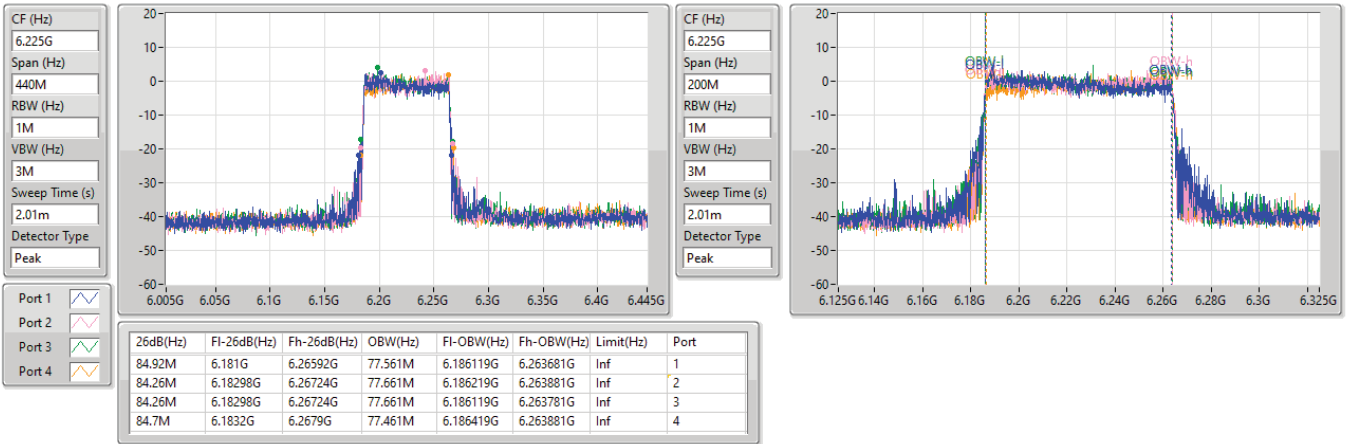 CF (Hz)
6.225G
Span (Hz)
440M
RBW (Hz)
1M
VBW (Hz)
3M
Sweep Time (s)
2.01m
Detector Type
Peak
20
10
0
-10
-20
-30
-40
-50
-60
6.005G 6.05G 6.1G 6.15G 6.2G 6.25G 6.3G 6.35G 6.4G 6.445G
CF (Hz)
6.225G
Span (Hz)
200M
RBW (Hz)
1M
VBW (Hz)
3M
Sweep Time (s)
2.01m
Detector Type
Peak
20
10
0
-10
-20
-30
-40
-50
-60
OBW-l OBW-h
OBW-h
6.125G 6.14G 6.16G 6.18G 6.2G 6.22G 6.24G 6.26G 6.28G 6.3G 6.325G
Port 1
Port 2
Port 3
Port 4
26dB(Hz) Fl-26dB(Hz) Fh-26dB(Hz) OBW(Hz) Fl-OBW(Hz) Fh-OBW(Hz) Limit(Hz) Port
84.92M 6.181G 6.26592G 77.561M 6.186119G 6.263681G Inf 1
84.26M 6.18298G 6.26724G 77.661M 6.186219G 6.263881G Inf 2
84.26M 6.18298G 6.26724G 77.661M 6.186119G 6.263781G Inf 3
84.7M 6.1832G 6.2679G 77.461M 6.186419G 6.263881G Inf 4